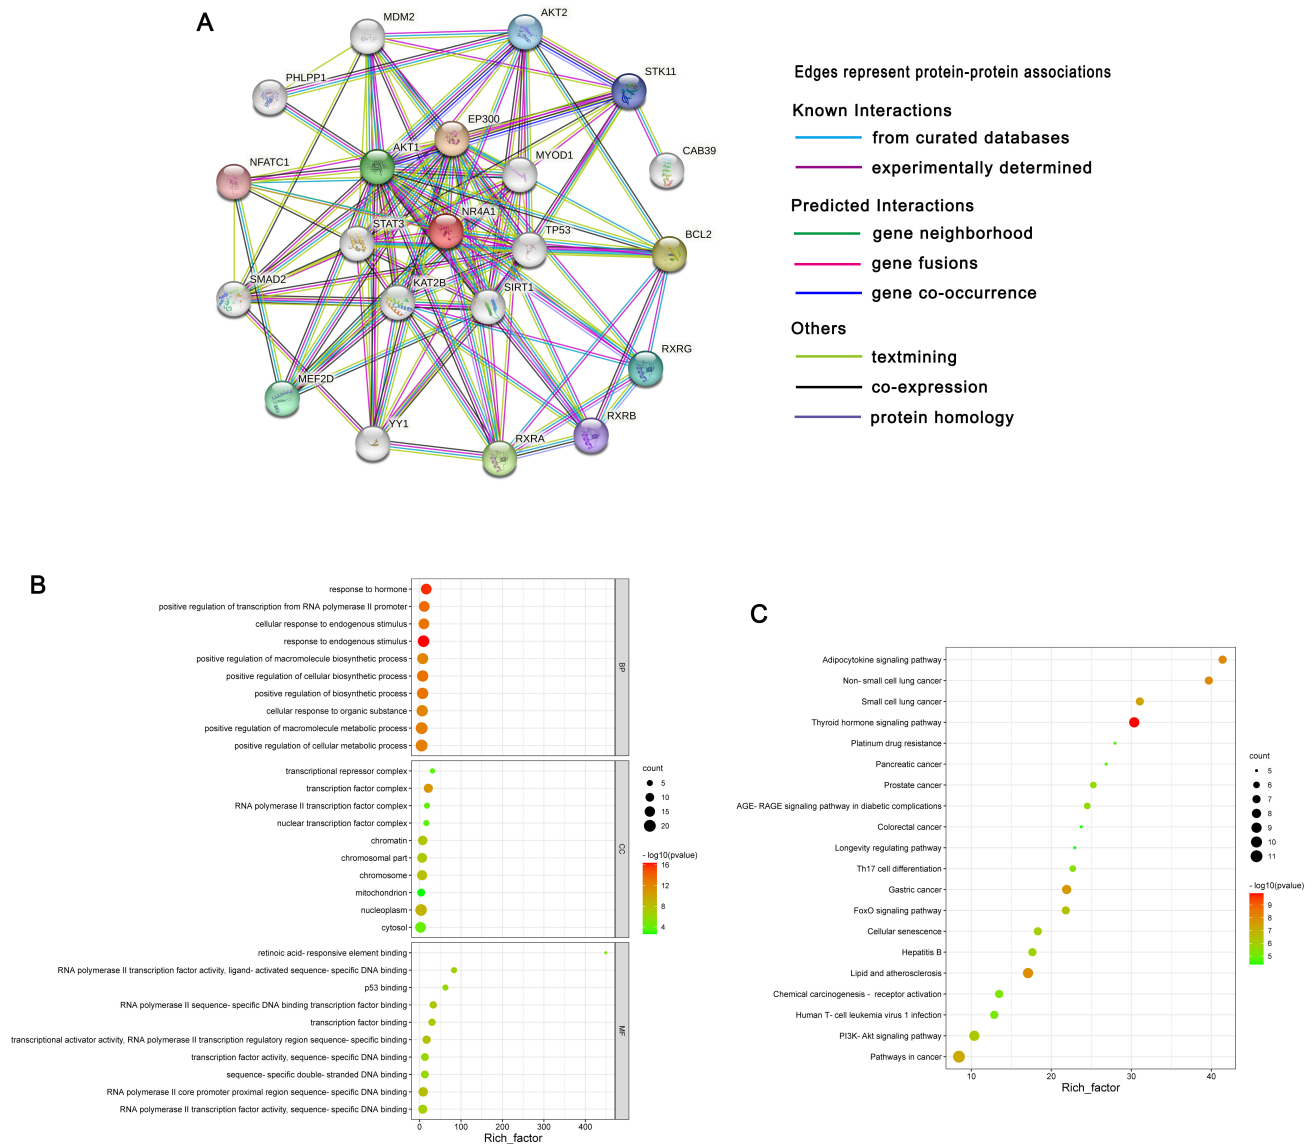 A
MDM2
AKT2
PHLPP1
STK11
EP300
AKT1
MYOD1
CAB39
NFATC1
NR4A1
STAT3
TP53
BCL2
SMAD2
KAT2B
SIRT1
RXRG
MEF2D
YY1
RXRA
RXRB
Edges represent protein-protein associations
Known Interactions
from curated databases
experimentally determined
Predicted Interactions
gene neighborhood
gene fusions
gene co-occurrence
Others
textmining
co-expression
protein homology
B
response to hormone
positive regulation of transcription from RNA polymerase II promoter
cellular response to endogenous stimulus
response to endogenous stimulus
positive regulation of macromolecule biosynthetic process
positive regulation of cellular biosynthetic process
positive regulation of biosynthetic process
cellular response to organic substance
positive regulation of macromolecule metabolic process
positive regulation of cellular metabolic process
BP
transcriptional repressor complex
transcription factor complex
RNA polymerase II transcription factor complex
nuclear transcription factor complex
chromatin
chromosomal part
chromosome
mitochondrion
nucleoplasm
cytosol
CC
retinoic acid- responsive element binding
RNA polymerase II transcription factor activity, ligand- activated sequence- specific DNA binding
p53 binding
RNA polymerase II sequence- specific DNA binding transcription factor binding
transcription factor binding
transcriptional activator activity, RNA polymerase II transcription regulatory region sequence- specific binding
transcription factor activity, sequence- specific DNA binding
sequence- specific double- stranded DNA binding
RNA polymerase II core promoter proximal region sequence- specific DNA binding
RNA polymerase II transcription factor activity, sequence- specific DNA binding
MF
0 100 200 300 400
Rich_factor
count
5
10
15
20
- log10(pvalue)
16
12
8
4
C
Adipocytokine signaling pathway
Non- small cell lung cancer
Small cell lung cancer
Thyroid hormone signaling pathway
Platinum drug resistance
Pancreatic cancer
Prostate cancer
AGE- RAGE signaling pathway in diabetic complications
Colorectal cancer
Longevity regulating pathway
Th17 cell differentiation
Gastric cancer
FoxO signaling pathway
Cellular senescence
Hepatitis B
Lipid and atherosclerosis
Chemical carcinogenesis - receptor activation
Human T- cell leukemia virus 1 infection
PI3K- Akt signaling pathway
Pathways in cancer
10 20 30 40
Rich_factor
count
5
6
7
8
9
10
11
- log10(pvalue)
9
8
7
6
5